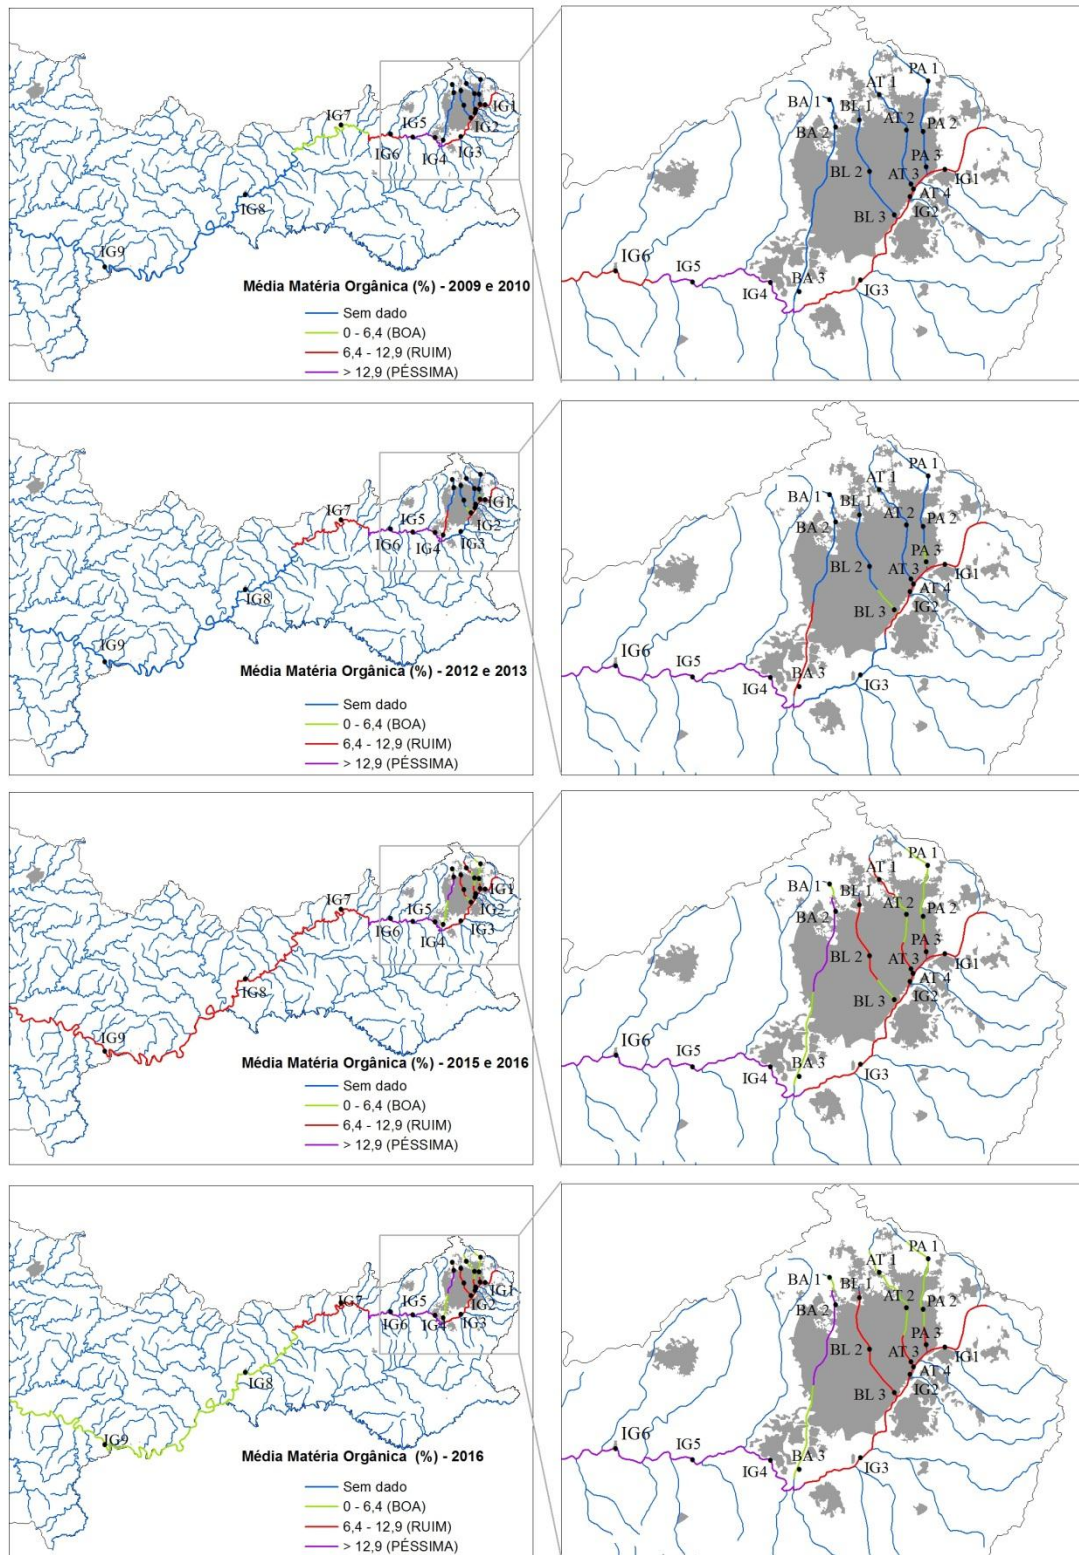 IG7
IG5
IG1
IG2
IG6
IG4
IG3
IG8
IG9
Média Matéria Orgânica (%) - 2009 e 2010
Sem dado
0 - 6,4 (BOA)
6,4 - 12,9 (RUIM)
> 12,9 (PÉSSIMA)
PA 1
AT 1
BA 1
BL 1
AT 2
PA 2
BA 2
PA 3
BL 2
AT 3
IG1
AT 4
IG2
BL 3
IG6
IG5
IG4
BA 3
IG3
IG7
IG5
IG1
IG2
IG6
IG4
IG3
IG8
IG9
Média Matéria Orgânica (%) - 2012 e 2013
Sem dado
0 - 6,4 (BOA)
6,4 - 12,9 (RUIM)
> 12,9 (PÉSSIMA)
PA 1
AT 1
BA 1
BL 1
AT 2
PA 2
BA 2
PA 3
BL 2
AT 3
IG1
AT 4
IG2
BL 3
IG6
IG5
IG4
BA 3
IG3
IG7
IG5
IG1
IG2
IG6
IG4
IG3
IG8
IG9
Média Matéria Orgânica (%) - 2015 e 2016
Sem dado
0 - 6,4 (BOA)
6,4 - 12,9 (RUIM)
> 12,9 (PÉSSIMA)
PA 1
AT 1
BA 1
BL 1
AT 2
PA 2
BA 2
PA 3
BL 2
AT 3
IG1
AT 4
IG2
BL 3
IG6
IG5
IG4
BA 3
IG3
IG7
IG5
IG1
IG2
IG6
IG4
IG3
IG8
IG9
Média Matéria Orgânica (%) - 2016
Sem dado
0 - 6,4 (BOA)
6,4 - 12,9 (RUIM)
> 12,9 (PÉSSIMA)
PA 1
AT 1
BA 1
BL 1
AT 2
PA 2
BA 2
PA 3
BL 2
AT 3
IG1
AT 4
IG2
BL 3
IG6
IG5
IG4
BA 3
IG3